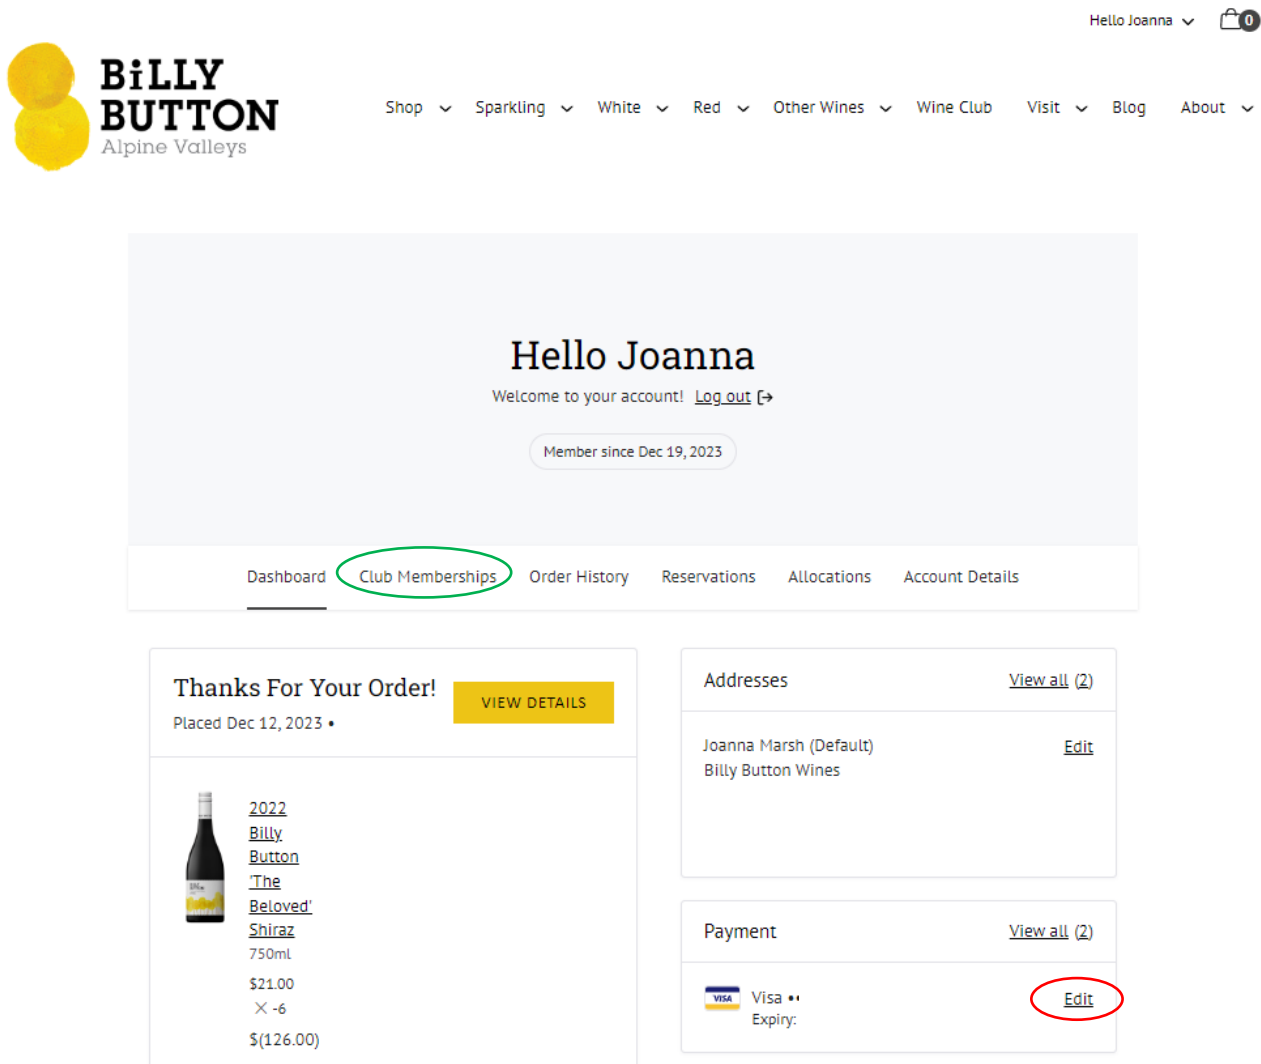 Hello Joanna
0
BiLLY
BUTTON
Alpine Valleys
Shop Sparkling White Red Other Wines Wine Club Visit Blog About
Hello Joanna
Welcome to your account! Log out
Member since Dec 19, 2023
Dashboard Club Memberships Order History Reservations Allocations Account Details
Thanks For Your Order!
Placed Dec 12, 2023 •
VIEW DETAILS
2022
Billy
Button
'The
Beloved'
Shiraz
750ml
$21.00
× -6
$(126.00)
Addresses View all (2)
Joanna Marsh (Default) Edit
Billy Button Wines
Payment View all (2)
VISA Visa •• Edit
Expiry: